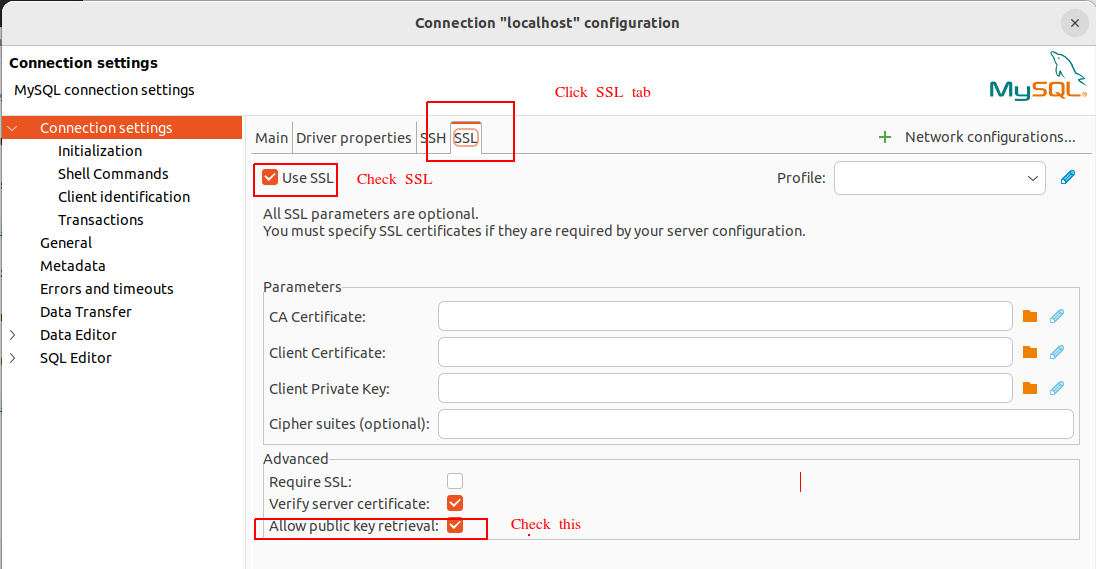 Connection "localhost" configuration
Connection settings
MySQL connection settings
Click SSL tab
MySQL
Connection settings
Initialization
Shell Commands
Client identification
Transactions
General
Metadata
Errors and timeouts
Data Transfer
Data Editor
SQL Editor
Main Driver properties SSH SSL
Network configurations...
Use SSL
Check SSL
Profile:
All SSL parameters are optional.
You must specify SSL certificates if they are required by your server configuration.
Parameters
CA Certificate:
Client Certificate:
Client Private Key:
Cipher suites (optional):
Advanced
Require SSL:
Verify server certificate:
Allow public key retrieval:
Check this